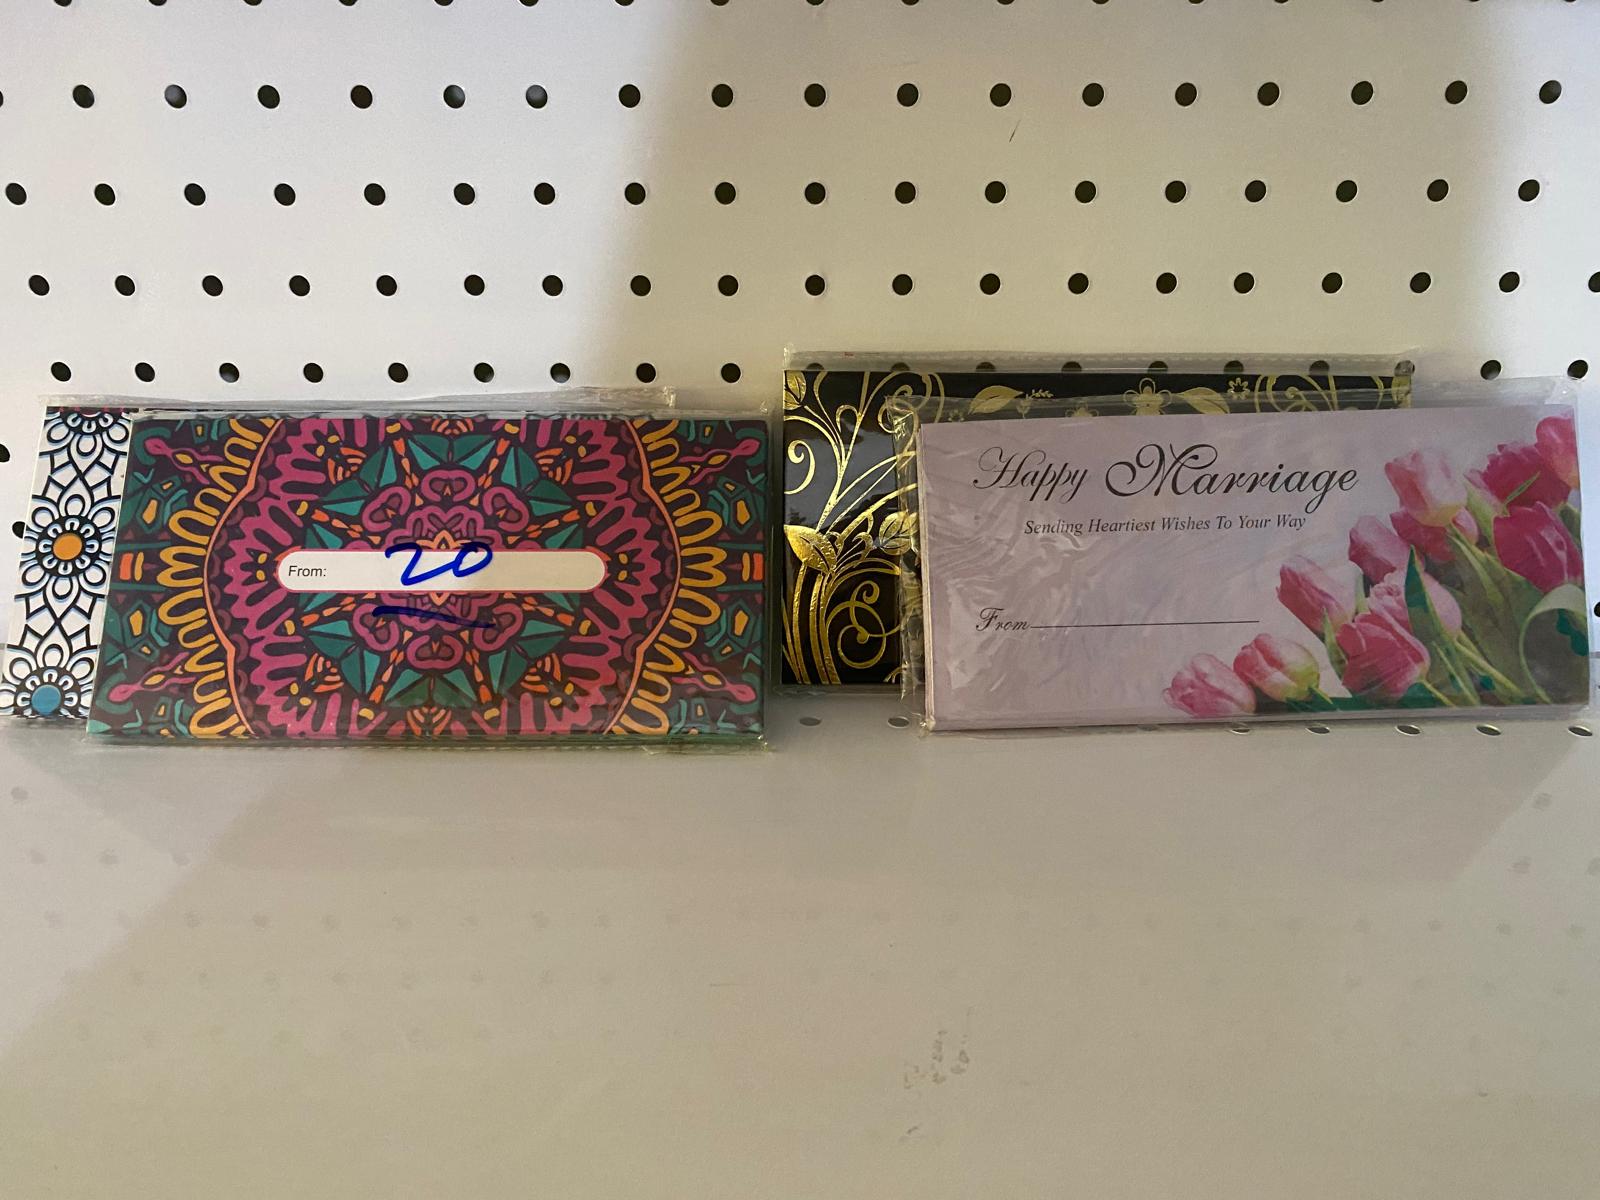 From: 20
Happy Marriage
Sending Heartiest Wishes To Your Way
From